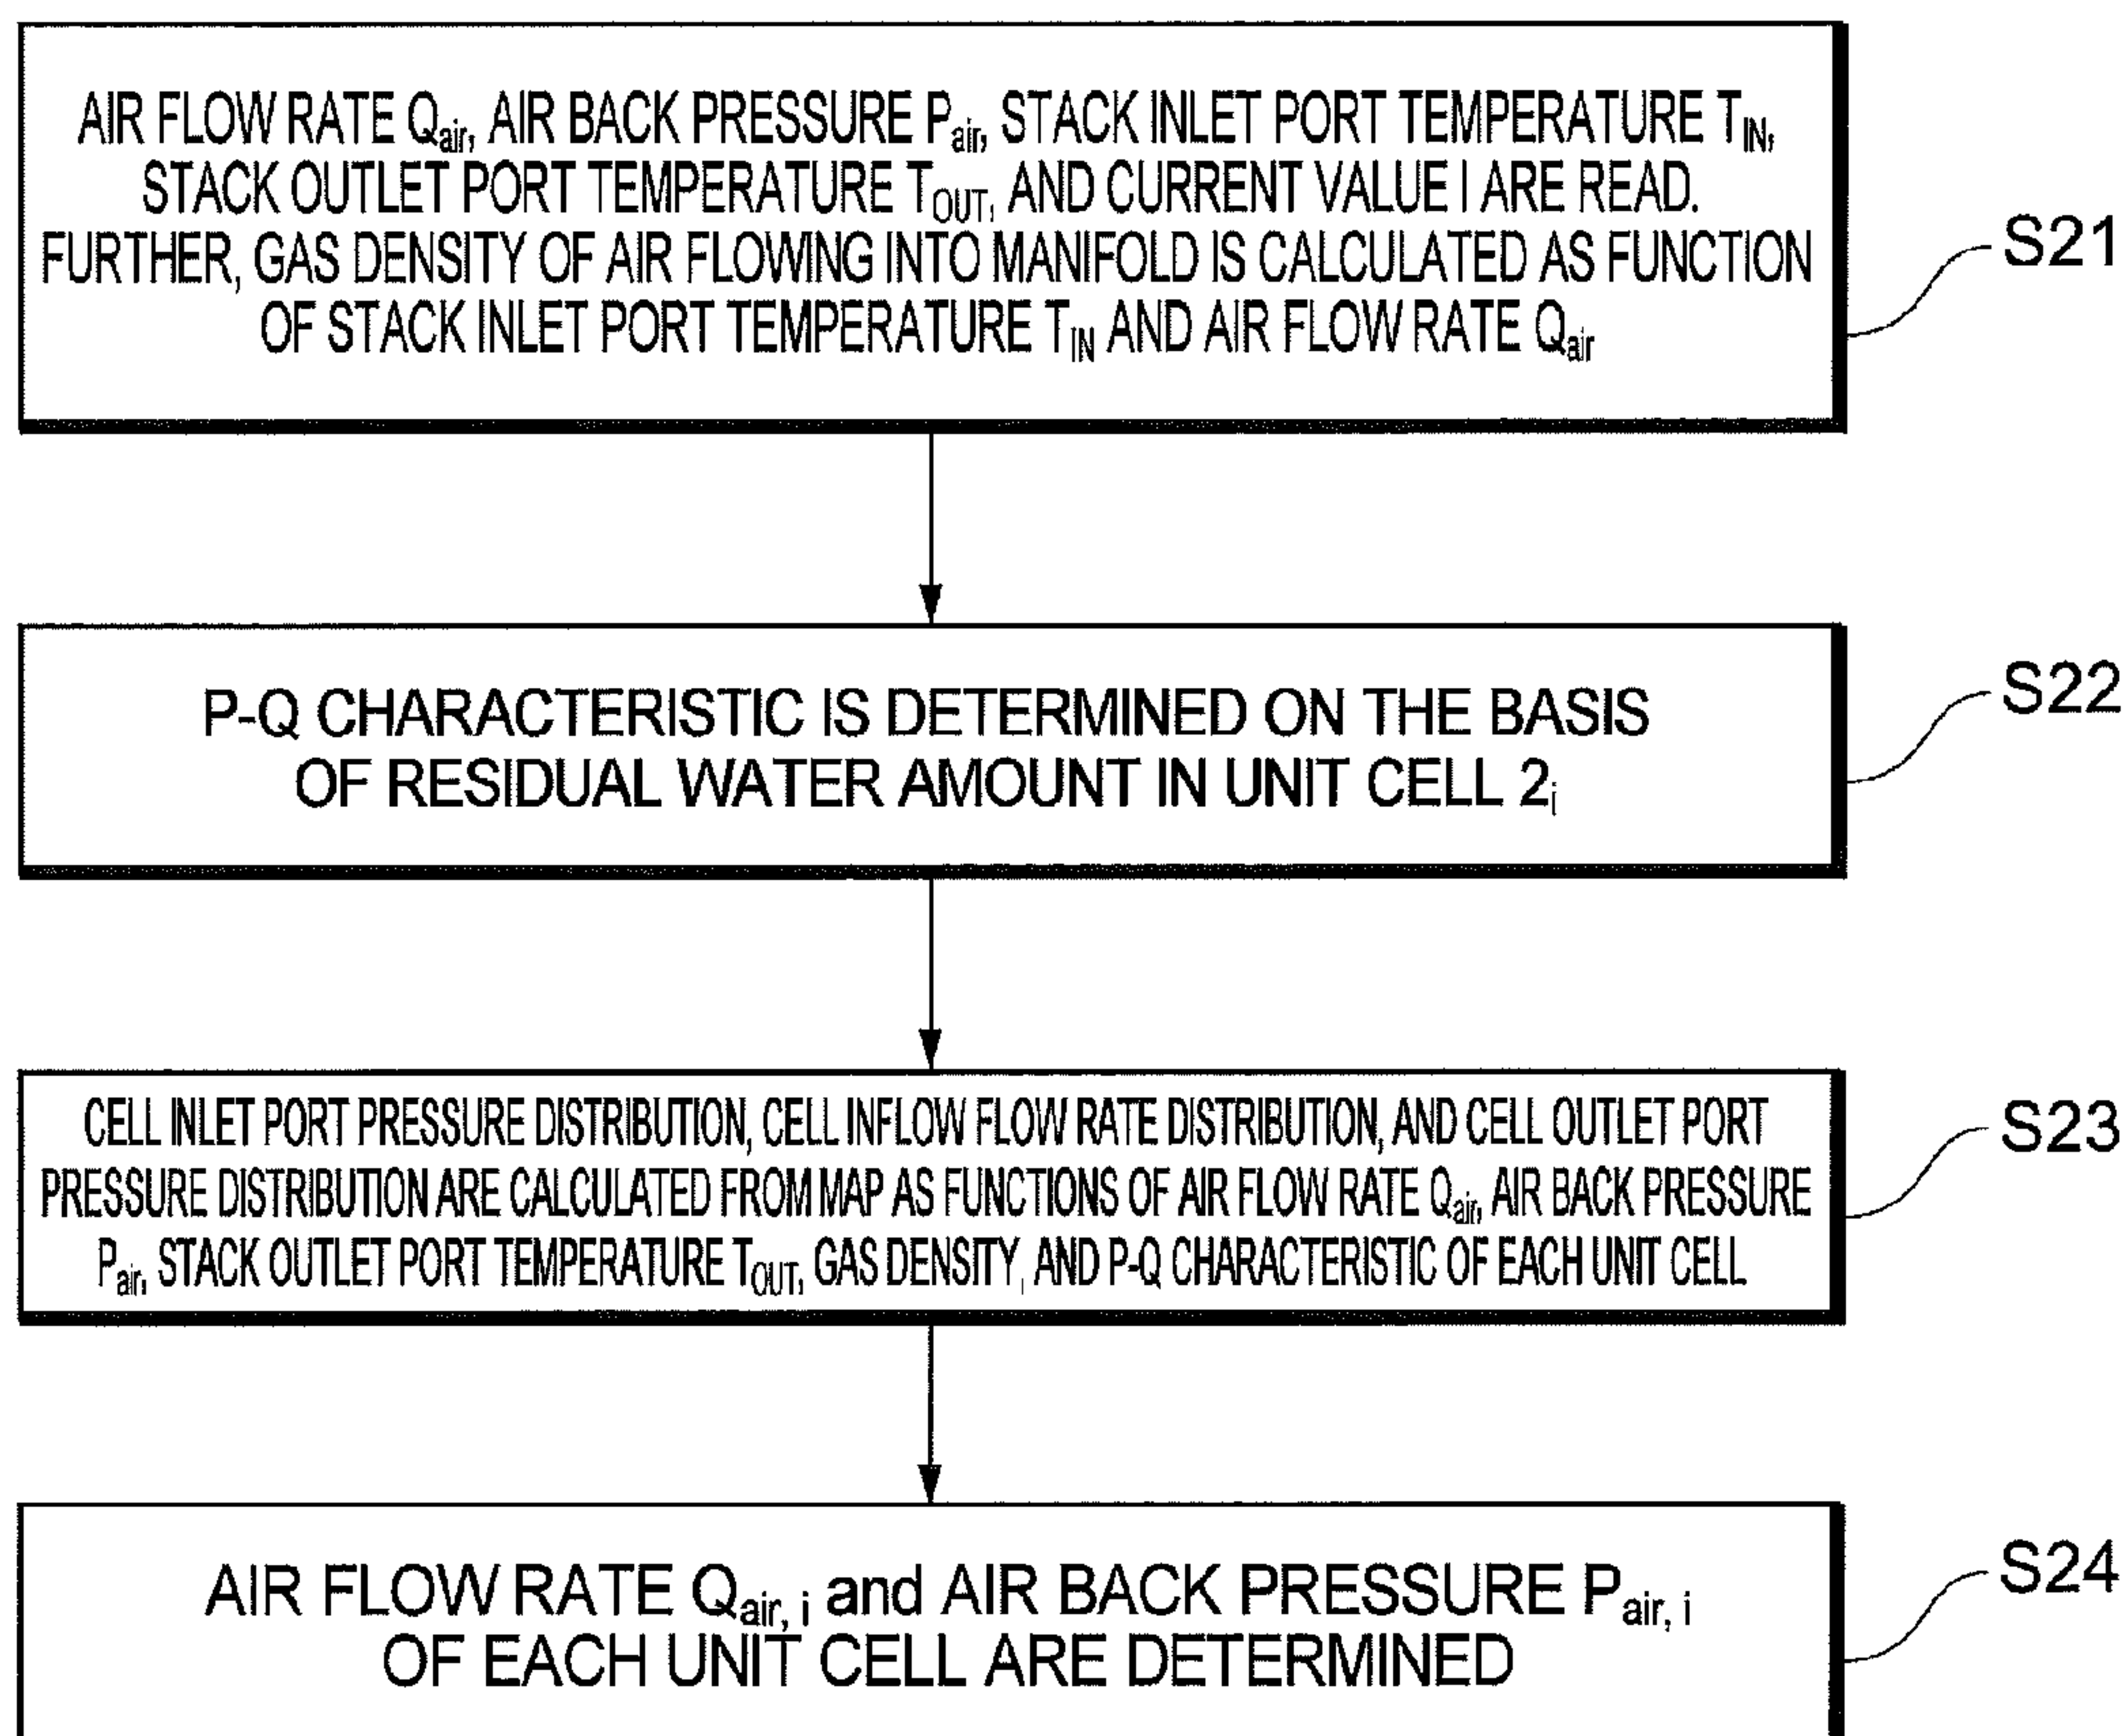 AIR FLOW RATE Qair, AIR BACK PRESSURE Pair, STACK INLET PORT TEMPERATURE TIN,
STACK OUTLET PORT TEMPERATURE TOUT, AND CURRENT VALUE I ARE READ.
FURTHER, GAS DENSITY OF AIR FLOWING INTO MANIFOLD IS CALCULATED AS FUNCTION
OF STACK INLET PORT TEMPERATURE TIN AND AIR FLOW RATE Qair
S21
P-Q CHARACTERISTIC IS DETERMINED ON THE BASIS
OF RESIDUAL WATER AMOUNT IN UNIT CELL 2i
S22
CELL INLET PORT PRESSURE DISTRIBUTION, CELL INFLOW FLOW RATE DISTRIBUTION, AND CELL OUTLET PORT
PRESSURE DISTRIBUTION ARE CALCULATED FROM MAP AS FUNCTIONS OF AIR FLOW RATE Qair, AIR BACK PRESSURE
Pair, STACK OUTLET PORT TEMPERATURE TOUT, GAS DENSITY, AND P-Q CHARACTERISTIC OF EACH UNIT CELL
S23
AIR FLOW RATE Qair, i and AIR BACK PRESSURE Pair, i
OF EACH UNIT CELL ARE DETERMINED
S24